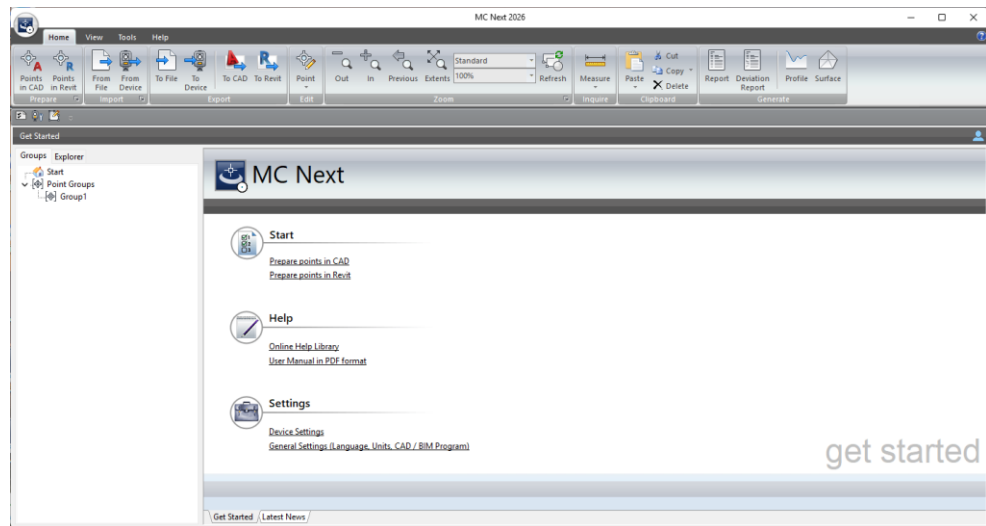 MC Next 2026
Home View Tools Help
Points in CAD
Points in Revit
From File
From Device
To File
To Device
To CAD
To Revit
Point
Out
In
Previous
Extents
Standard
100%
Refresh
Measure
Paste
Cut
Copy
Delete
Report
Deviation Report
Profile
Surface
Prepare
Import
Export
Edit
Zoom
Inquire
Clipboard
Generate
Get Started
Groups Explorer
Start
Point Groups
Group1
MC Next
Start
Prepare points in CAD
Prepare points in Revit
Help
Online Help Library
User Manual in PDF format
Settings
Device Settings
General Settings (Language, Units, CAD / BIM Program)
get started
Get Started Latest News